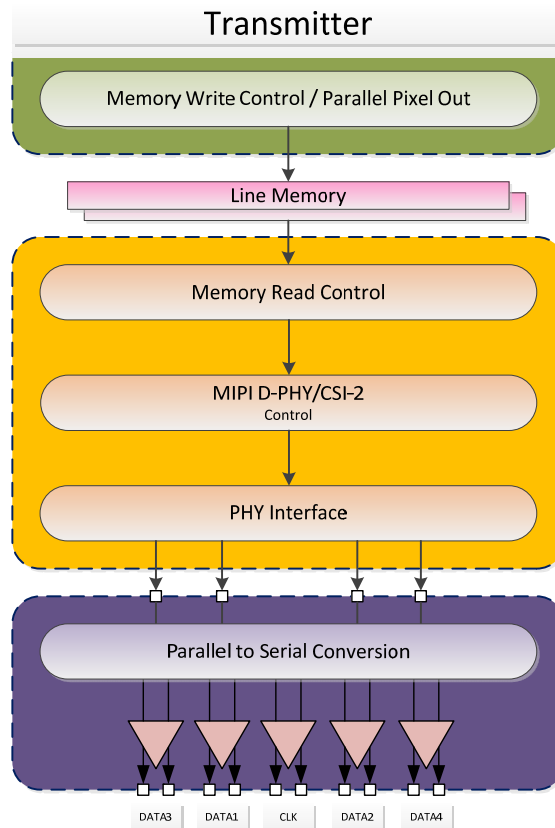 Transmitter
Memory Write Control / Parallel Pixel Out
Line Memory
Memory Read Control
MIPI D-PHY/CSI-2
Control
PHY Interface
Parallel to Serial Conversion
DATA3 DATA1 CLK DATA2 DATA4